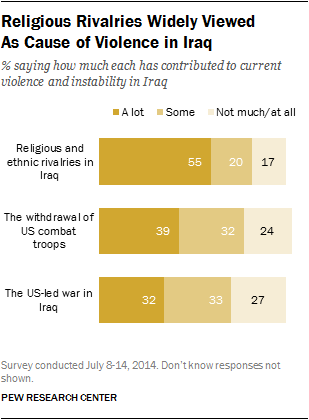 Religious Rivalries Widely Viewed
As Cause of Violence in Iraq
% saying how much each has contributed to current
violence and instability in Iraq
A lot Some Not much/at all
Religious and
ethnic rivalries in
Iraq
55 20 17
The withdrawal of
US combat
troops
39 32 24
The US-led war in
Iraq
32 33 27
Survey conducted July 8-14, 2014. Don't know responses not
shown.
PEW RESEARCH CENTER